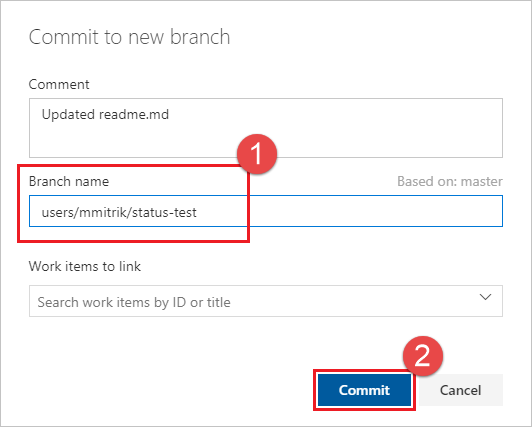 Commit to new branch
Comment
Updated readme.md
1
Branch name Based on: master
users/mmitrik/status-test
Work items to link
Search work items by ID or title
2
Commit Cancel